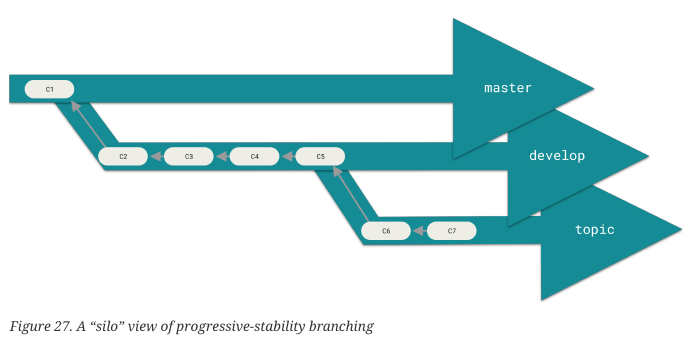 C1
master
C2
C3
C4
C5
develop
C6
C7
topic
Figure 27. A “silo” view of progressive-stability branching